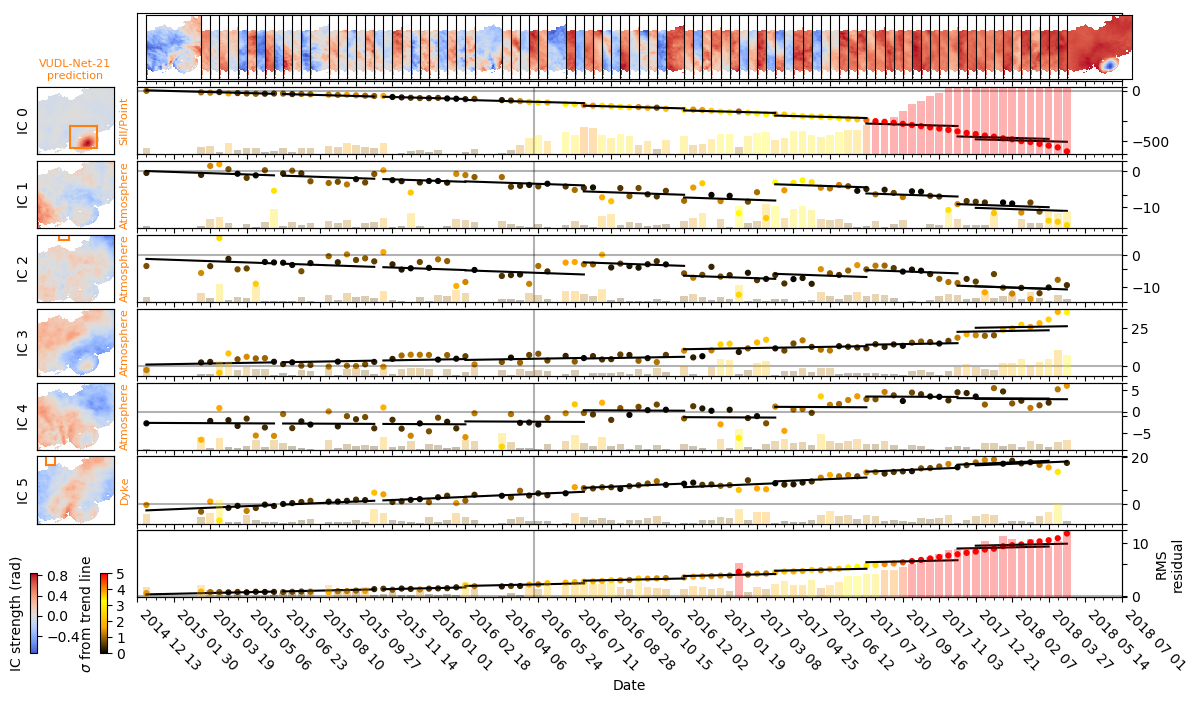 VUDL-Net-21
prediction
IC 0
Sill/Point
0
−500
IC 1
Atmosphere
0
−10
IC 2
Atmosphere
0
−10
IC 3
Atmosphere
25
0
IC 4
Atmosphere
5
0
−5
IC 5
Dyke
20
0
10
0
RMS
residual
IC strength (rad)
0.8
0.4
0.0
−0.4
σ from trend line
5
4
3
2
1
0
2014 12 13
2015 01 30
2015 03 19
2015 05 06
2015 06 23
2015 08 10
2015 09 27
2015 11 14
2016 01 01
2016 02 18
2016 04 06
2016 05 24
2016 07 11
2016 08 28
2016 10 15
2016 12 02
2017 01 19
2017 03 08
2017 04 25
2017 06 12
2017 07 30
2017 09 16
2017 11 03
2017 12 21
2018 02 07
2018 03 27
2018 05 14
2018 07 01
Date